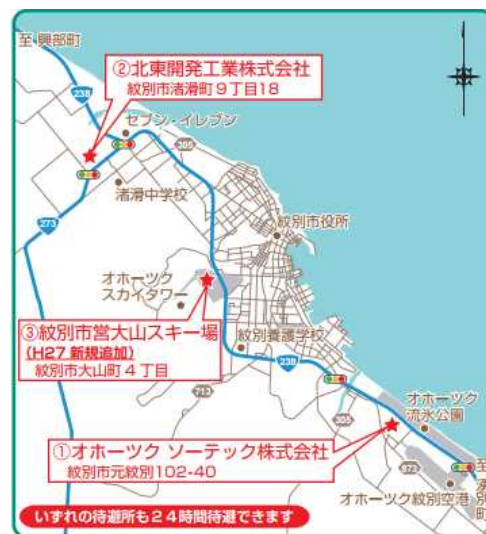 至 興部町
②北東開発工業株式会社
紋別市渚滑町9丁目18
238
セブン・イレブン
305
渚滑中学校
273
紋別市役所
オホーツク
スカイタワー
③紋別市営大山スキー場
(H27 新規追加)
紋別市大山町4丁目
紋別養護学校
238
713
305
オホーツク
流氷公園
①オホーツク ソーテック株式会社
紋別市元紋別102-40
973
至
湧
別
町
オホーツク紋別空港
いずれの待避所も24時間待避できます